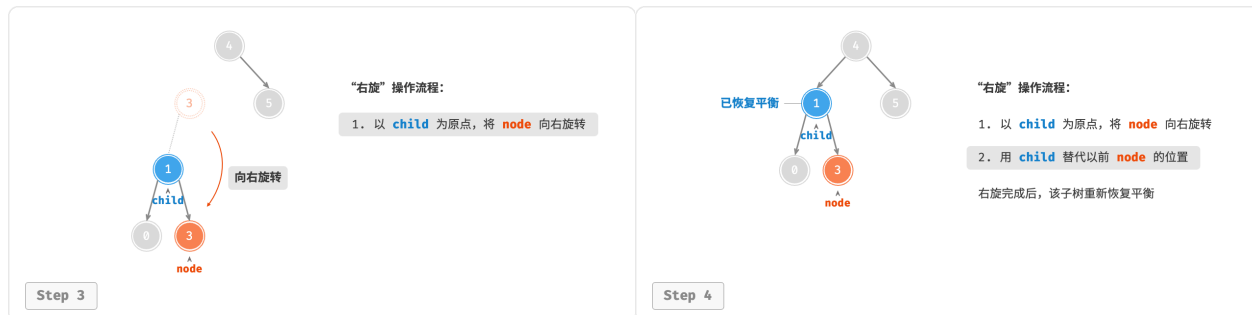 4
3
5
1
child
0
3
node
向右旋转
“右旋”操作流程：
1. 以 child 为原点，将 node 向右旋转
Step 3
4
已恢复平衡
1
5
child
0
3
node
“右旋”操作流程：
1. 以 child 为原点，将 node 向右旋转
2. 用 child 替代以前 node 的位置
右旋完成后，该子树重新恢复平衡
Step 4